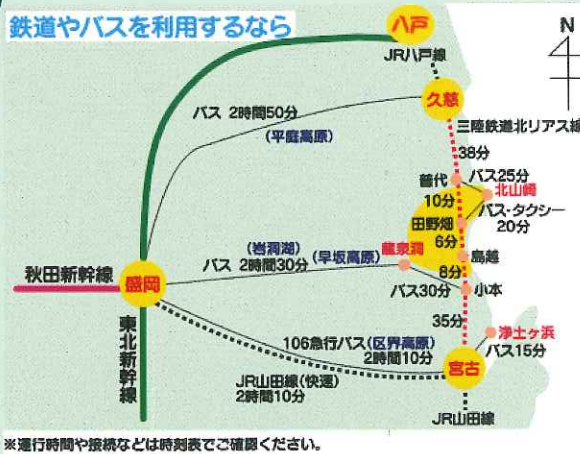 鉄道やバスを利用するなら
八戸
N
JR八戸線
久慈
バス 2時間50分
(平庭高原)
三陸鉄道北リアス線
38分
普代
バス25分
北山崎
10分
田野畑
バス・タクシー
20分
6分
島越
(岩洞湖)
(早坂高原)
龍泉洞
バス 2時間30分
8分
秋田新幹線
盛岡
バス30分
小本
35分
106急行バス(区界高原)
2時間10分
浄土ヶ浜
バス15分
宮古
東北新幹線
JR山田線(快速)
2時間10分
JR山田線
※運行時間や接続などは時刻表でご確認ください。